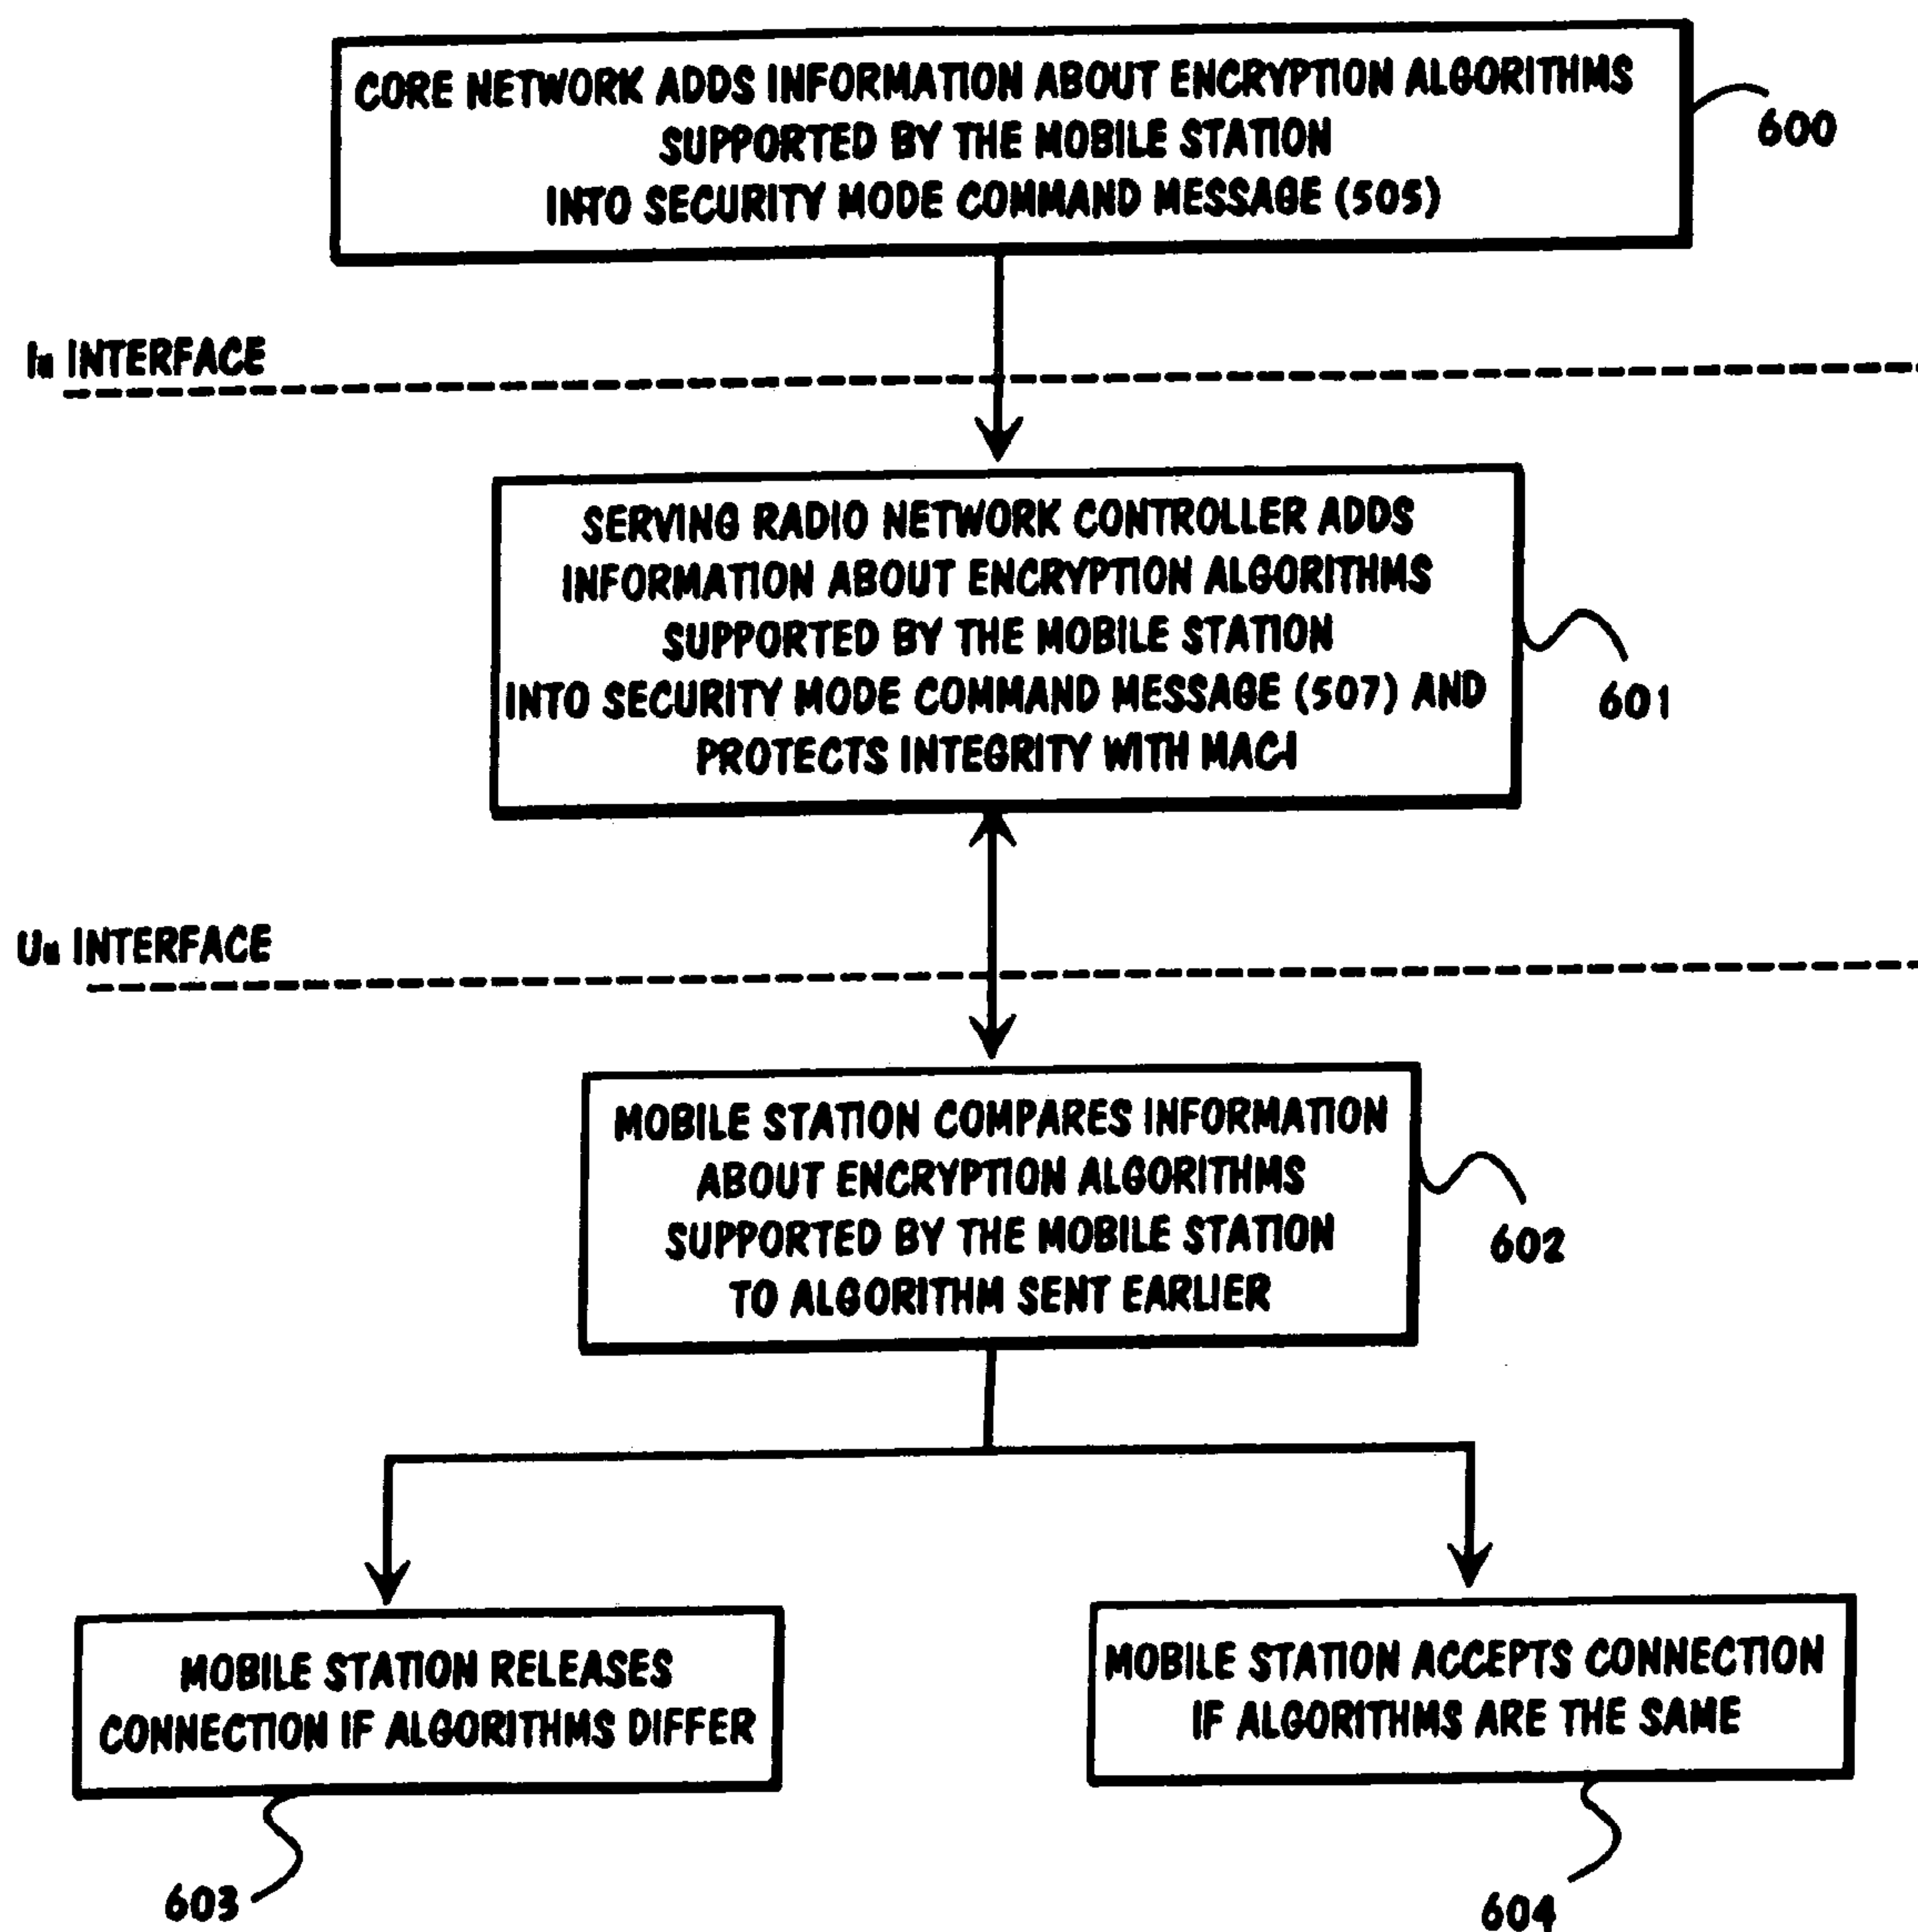 CORE NETWORK ADDS INFORMATION ABOUT ENCRYPTION ALGORITHMS
SUPPORTED BY THE MOBILE STATION
INTO SECURITY MODE COMMAND MESSAGE (505)
600
Iu INTERFACE
SERVING RADIO NETWORK CONTROLLER ADDS
INFORMATION ABOUT ENCRYPTION ALGORITHMS
SUPPORTED BY THE MOBILE STATION
INTO SECURITY MODE COMMAND MESSAGE (507) AND
PROTECTS INTEGRITY WITH MAC-I
601
Uu INTERFACE
MOBILE STATION COMPARES INFORMATION
ABOUT ENCRYPTION ALGORITHMS
SUPPORTED BY THE MOBILE STATION
TO ALGORITHM SENT EARLIER
602
MOBILE STATION RELEASES
CONNECTION IF ALGORITHMS DIFFER
603
MOBILE STATION ACCEPTS CONNECTION
IF ALGORITHMS ARE THE SAME
604